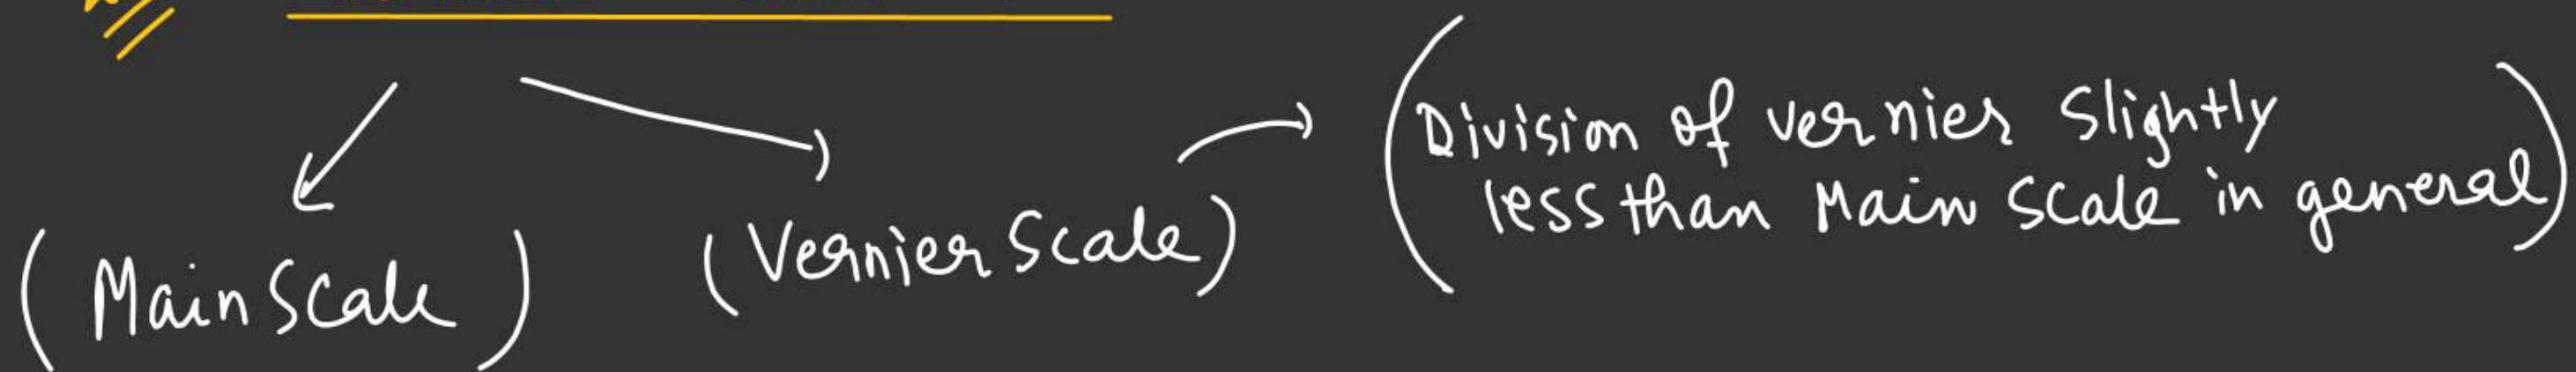 (Division of vernier slightly
less than Main Scale in general)
(Main Scale) (Vernier Scale)